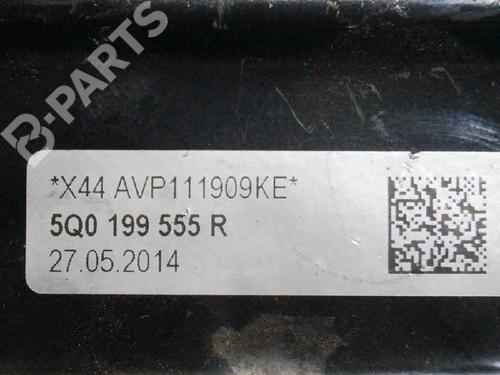 B-PARTS
*X44 AVP111909KE*
5Q0 199 555 R
27.05.2014